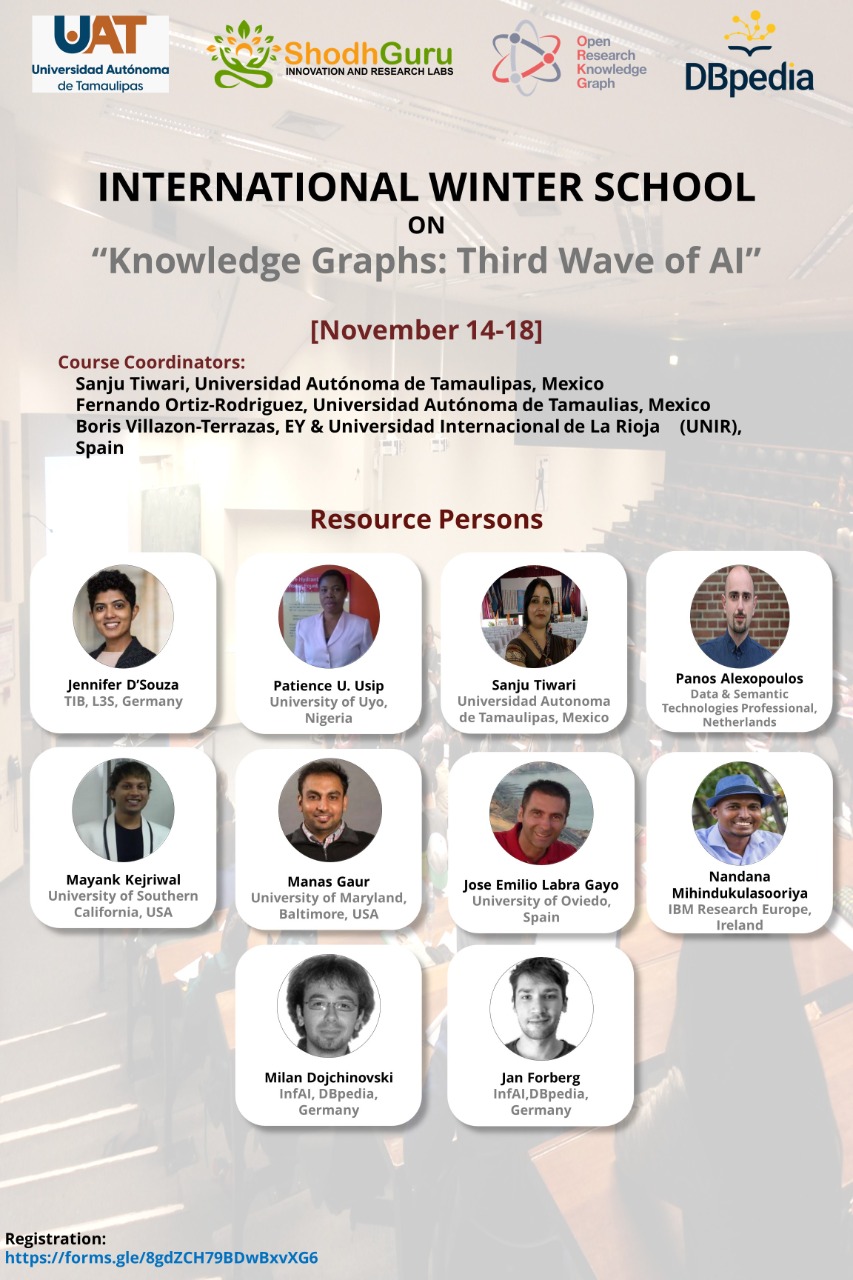 UAT
Universidad Autónoma
de Tamaulipas
ShodhGuru
INNOVATION AND RESEARCH LABS
Open
Research
Knowledge
Graph
DBpedia
INTERNATIONAL WINTER SCHOOL
ON
“Knowledge Graphs: Third Wave of AI”
[November 14-18]
Course Coordinators:
Sanju Tiwari, Universidad Autónoma de Tamaulipas, Mexico
Fernando Ortiz-Rodriguez, Universidad Autónoma de Tamaulias, Mexico
Boris Villazon-Terrazas, EY & Universidad Internacional de La Rioja (UNIR),
Spain
Resource Persons
Jennifer D’Souza
TIB, L3S, Germany
Patience U. Usip
University of Uyo,
Nigeria
Sanju Tiwari
Universidad Autonoma
de Tamaulipas, Mexico
Panos Alexopoulos
Data & Semantic
Technologies Professional,
Netherlands
Mayank Kejriwal
University of Southern
California, USA
Manas Gaur
University of Maryland,
Baltimore, USA
Jose Emilio Labra Gayo
University of Oviedo,
Spain
Nandana
Mihindukulasooriya
IBM Research Europe,
Ireland
Milan Dojchinovski
InfAI, DBpedia,
Germany
Jan Forberg
InfAI,DBpedia,
Germany
Registration:
https://forms.gle/8gdZCH79BDwBxvXG6